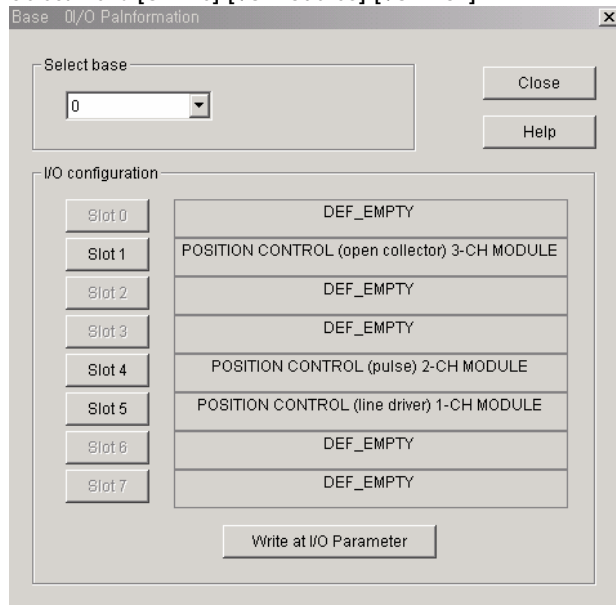 Base 0I/O PaInformation
Select base
0
Close
Help
I/O configuration
Slot 0 DEF_EMPTY
Slot 1 POSITION CONTROL (open collector) 3-CH MODULE
Slot 2 DEF_EMPTY
Slot 3 DEF_EMPTY
Slot 4 POSITION CONTROL (pulse) 2-CH MODULE
Slot 5 POSITION CONTROL (line driver) 1-CH MODULE
Slot 6 DEF_EMPTY
Slot 7 DEF_EMPTY
Write at I/O Parameter